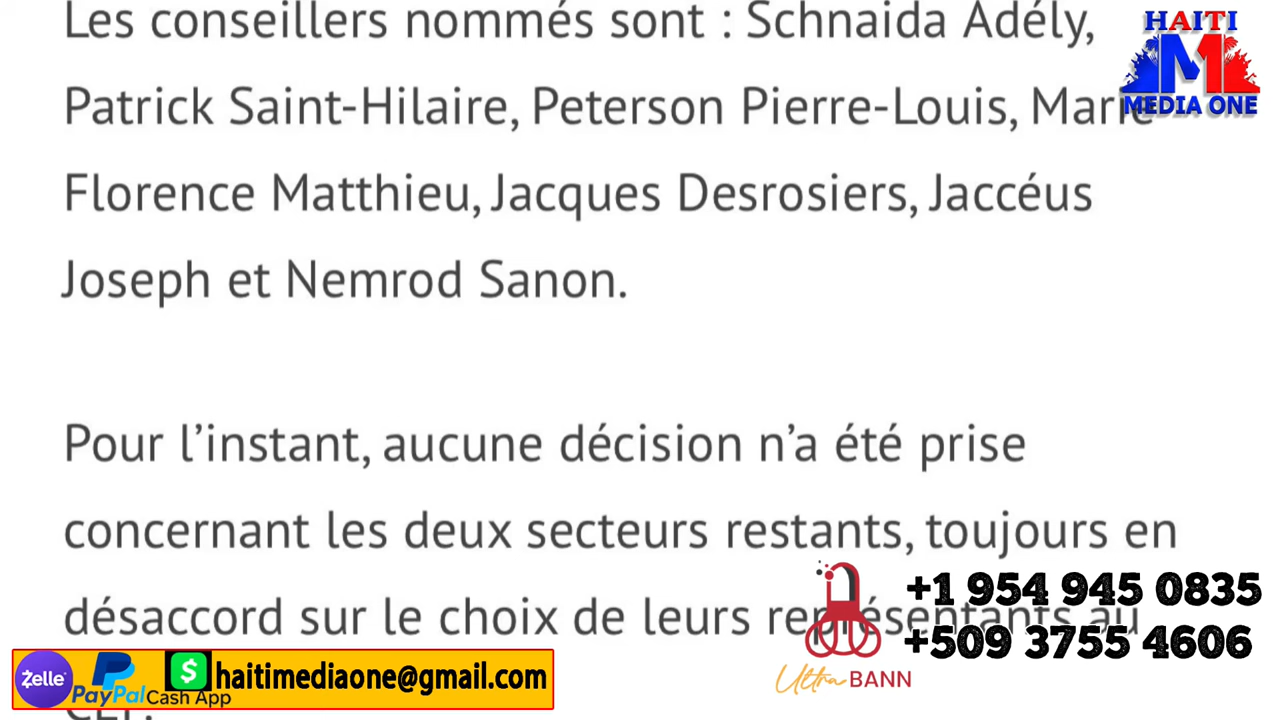 Les conseillers nommés sont : Schnaida Adély,
Patrick Saint-Hilaire, Peterson Pierre-Louis, Marie
Florence Matthieu, Jacques Desrosiers, Jaccéus
Joseph et Nemrod Sanon.
Pour l’instant, aucune décision n’a été prise
concernant les deux secteurs restants, toujours en
désaccord sur le choix de leurs représentants au
CEP.
HAITI
M
MEDIA ONE
+1 954 945 0835
+509 3755 4606
Ultra BANN
Zelle
PayPal
$
Cash App
haitimediaone@gmail.com